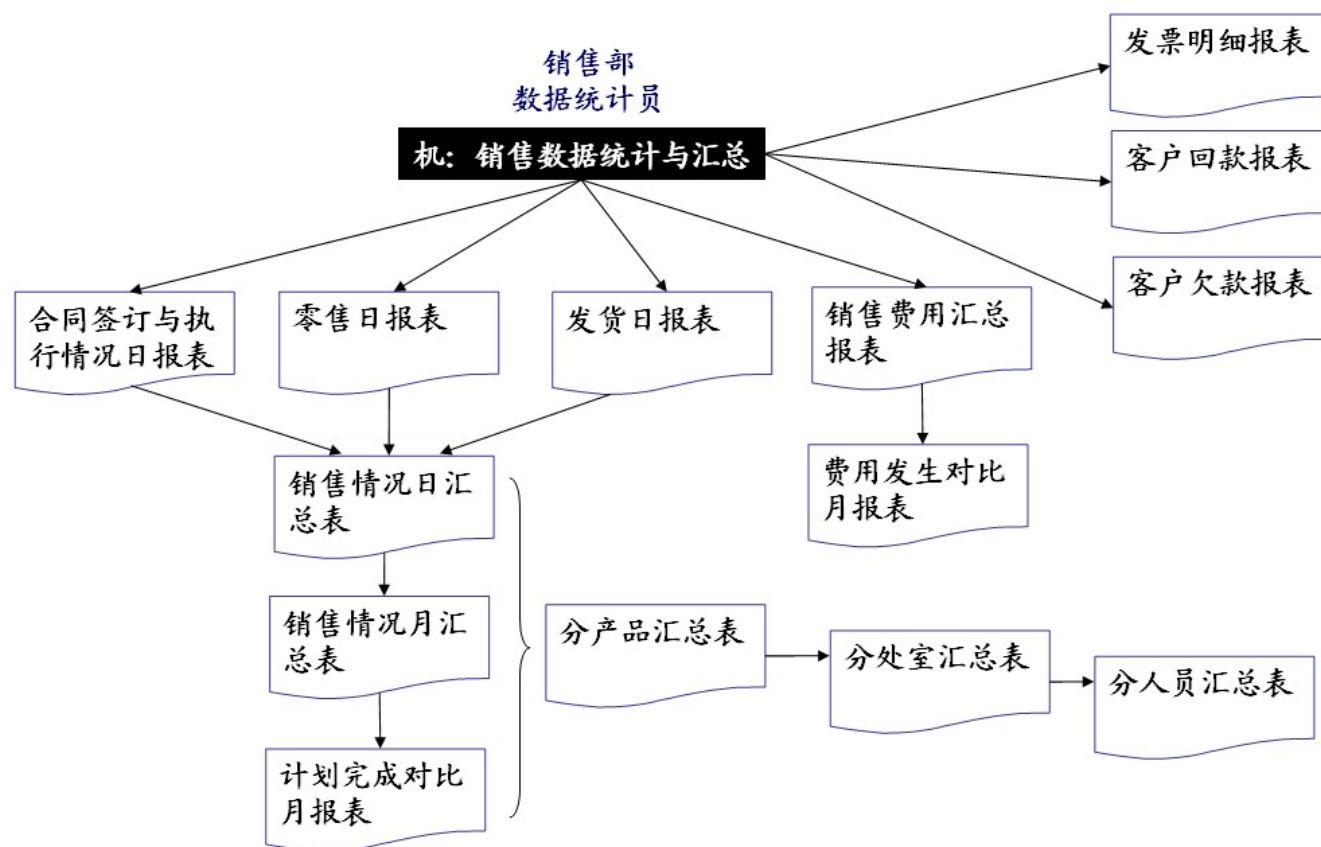 发票明细报表
销售部
数据统计员
机：销售数据统计与汇总
客户回款报表
客户欠款报表
合同签订与执
行情况日报表
零售日报表
发货日报表
销售费用汇总
报表
销售情况日汇
总表
费用发生对比
月报表
销售情况月汇
总表
分产品汇总表
分处室汇总表
分人员汇总表
计划完成对比
月报表